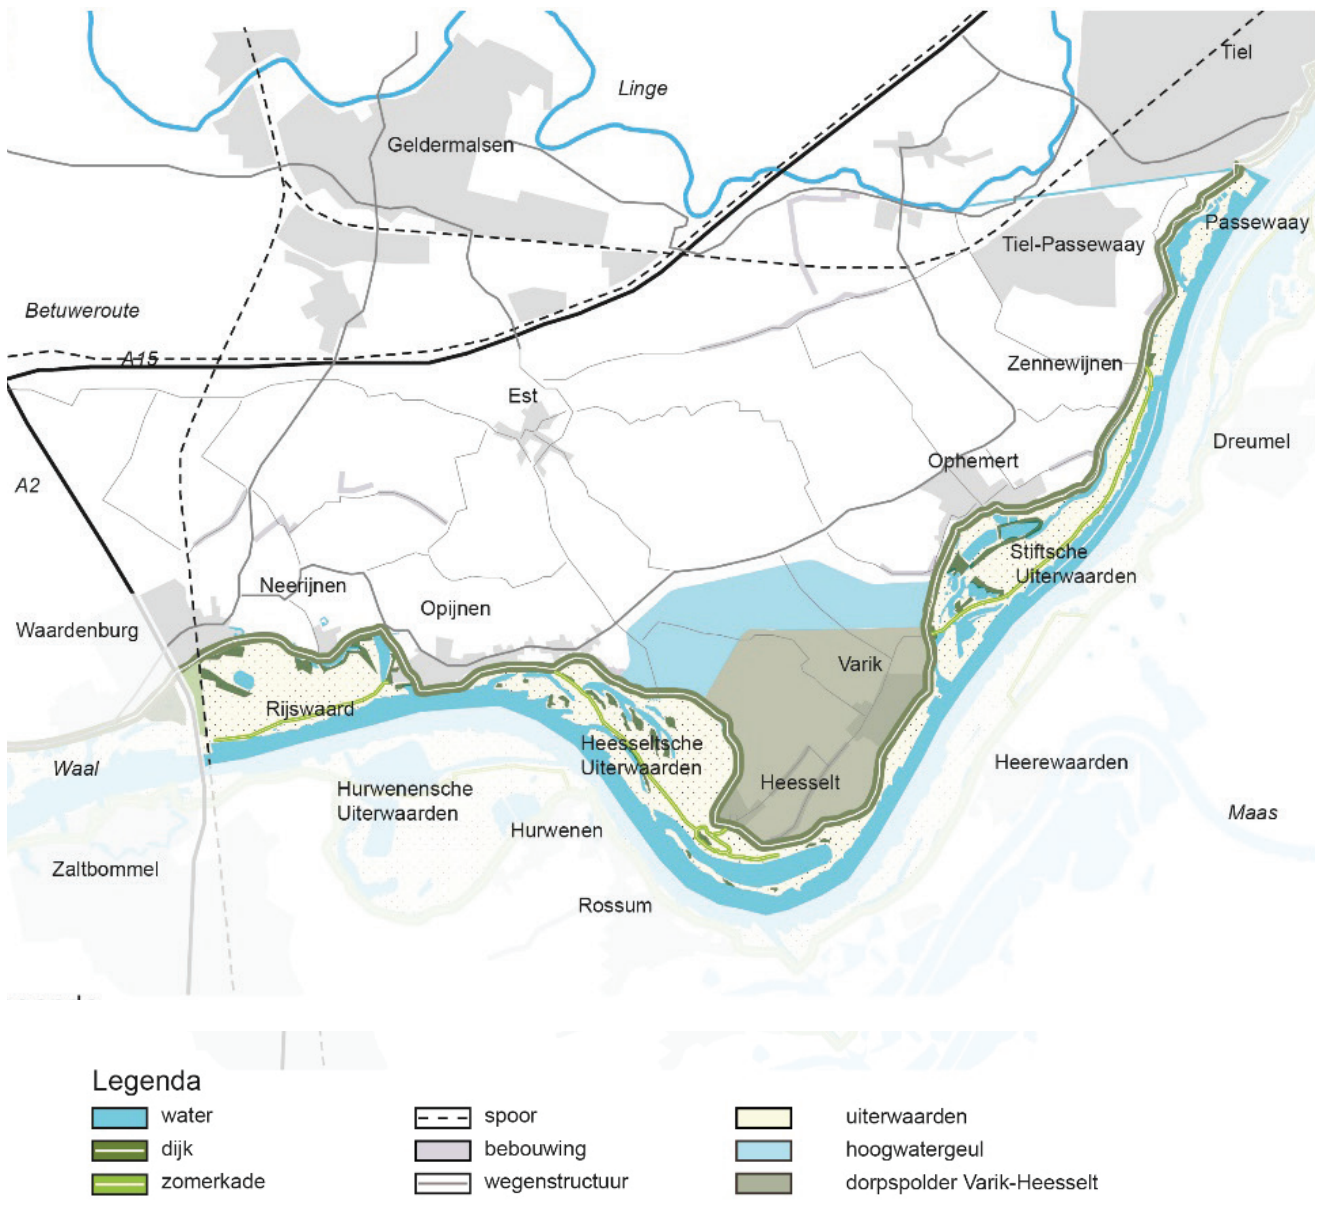 Tiel
Linge
Geldermalsen
Passewaay
Tiel-Passewaay
Betuweroute
A15
Zennewijnen
Est
Dreumel
Ophemert
A2
Stiftsche
Uiterwaarden
Neerijnen
Opijnen
Waardenburg
Varik
Rijswaard
Heesseltsche
Uiterwaarden
Waal
Heerewaarden
Heesselt
Hurwenensche
Uiterwaarden
Maas
Hurwenen
Zaltbommel
Rossum
Legenda
water
spoor
uiterwaarden
dijk
bebouwing
hoogwatergeul
zomerkade
wegenstructuur
dorpspolder Varik-Heesselt